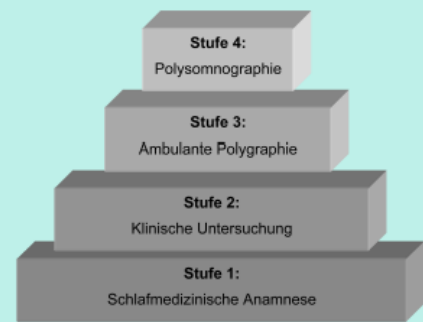 Stufe 4:
Polysomnographie
Stufe 3:
Ambulante Polygraphie
Stufe 2:
Klinische Untersuchung
Stufe 1:
Schlafmedizinische Anamnese